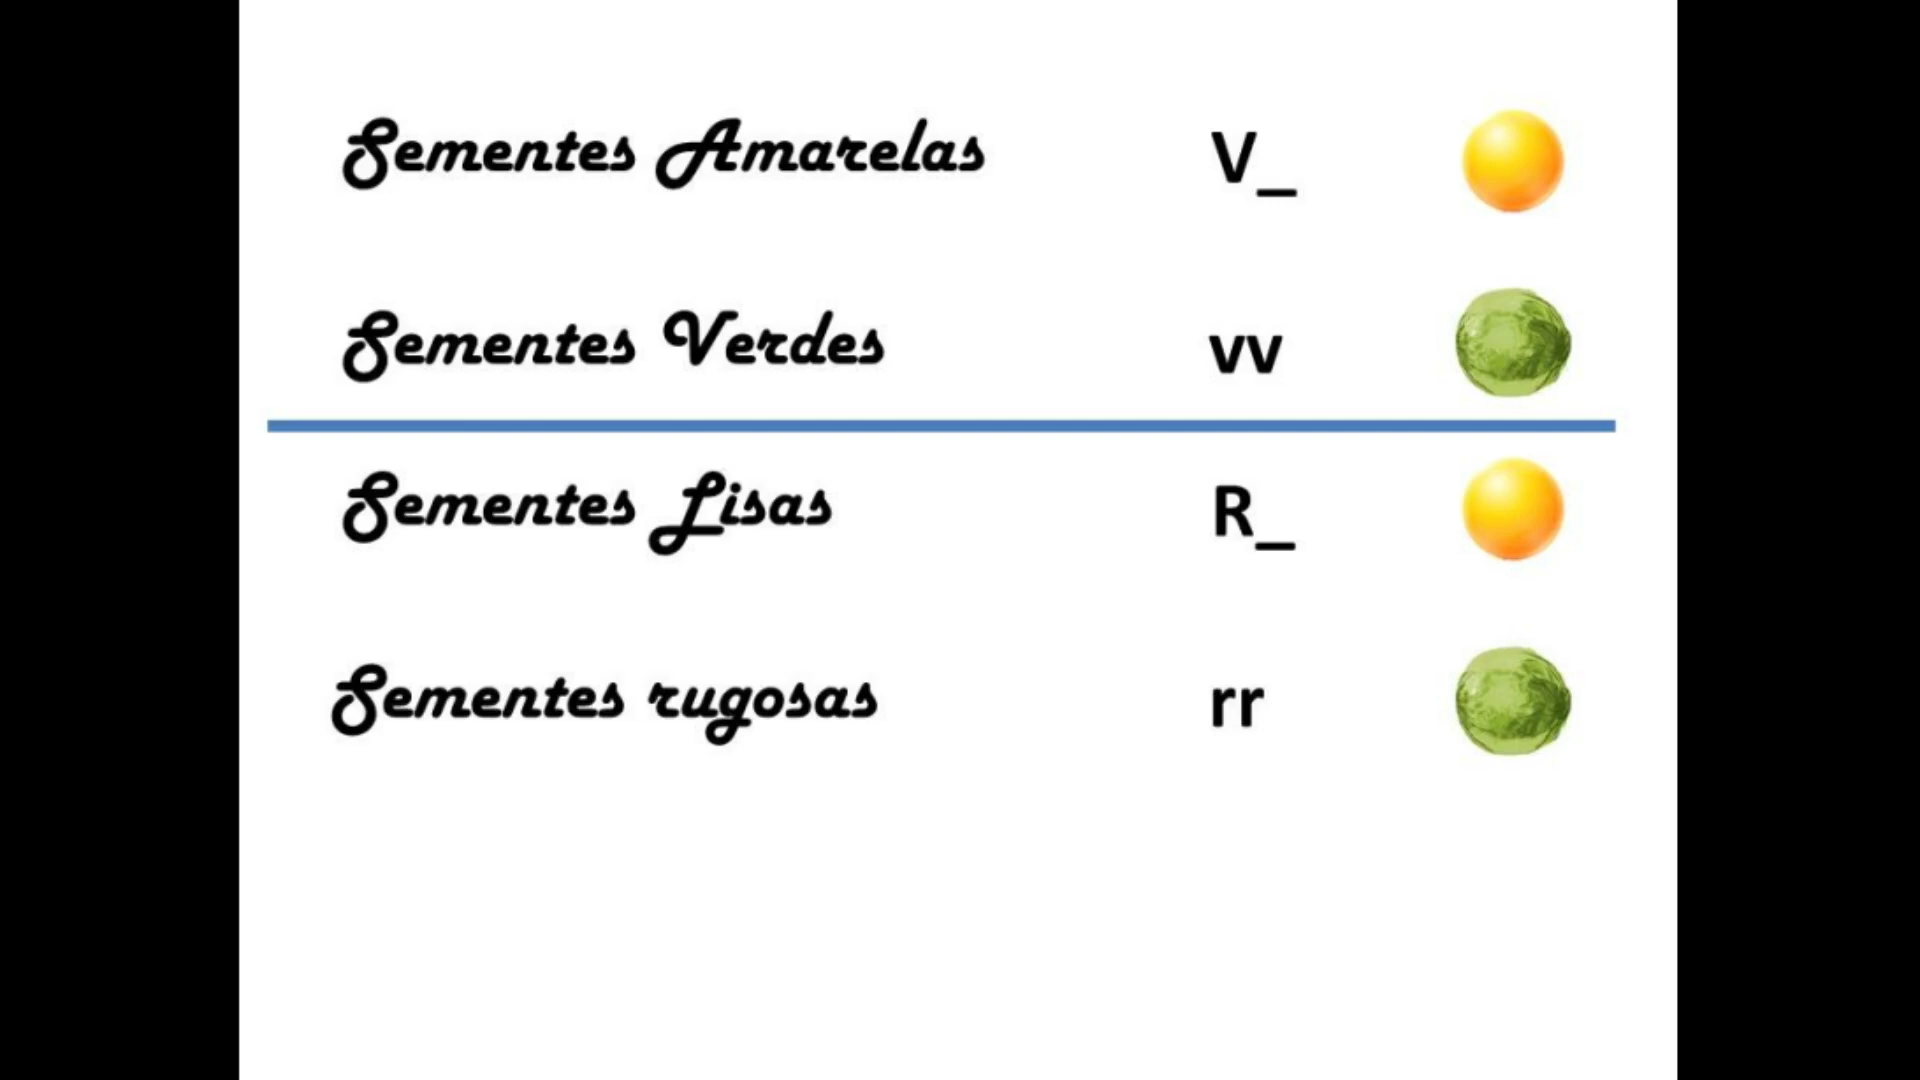 Sementes Amarelas V_
Sementes Verdes vv
Sementes Lisas R_
Sementes rugosas rr